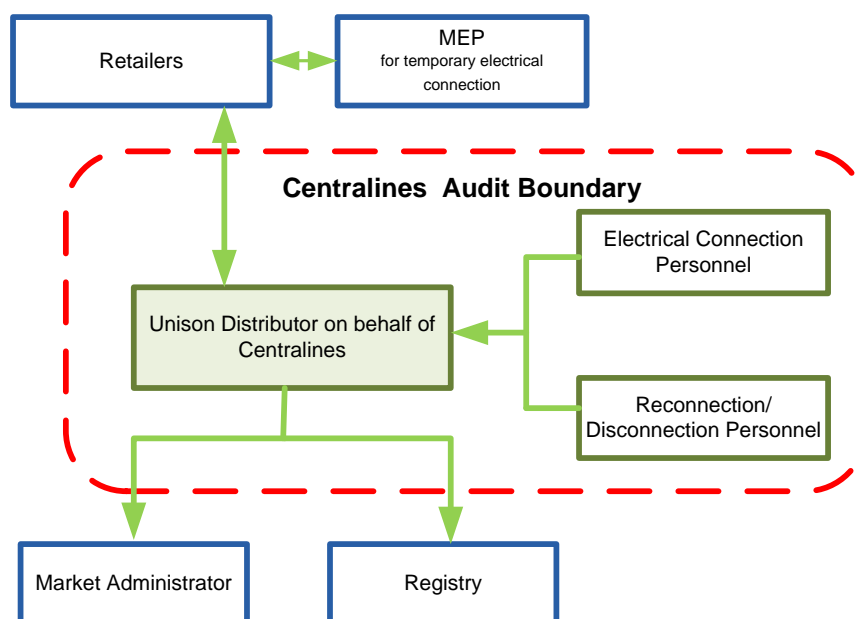 Retailers
MEP
for temporary electrical
connection
Centralines Audit Boundary
Electrical Connection
Personnel
Unison Distributor on behalf of
Centralines
Reconnection/
Disconnection Personnel
Market Administrator
Registry